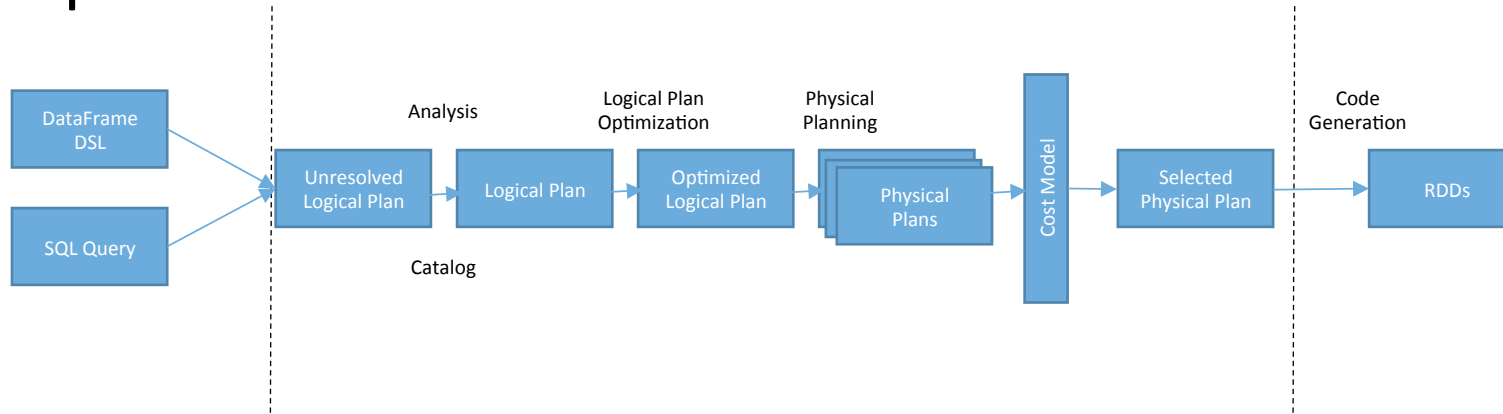 DataFrame
DSL
SQL Query
Unresolved
Logical Plan
Analysis
Catalog
Logical Plan
Logical Plan
Optimization
Optimized
Logical Plan
Physical
Planning
Physical
Plans
Cost Model
Selected
Physical Plan
Code
Generation
RDDs